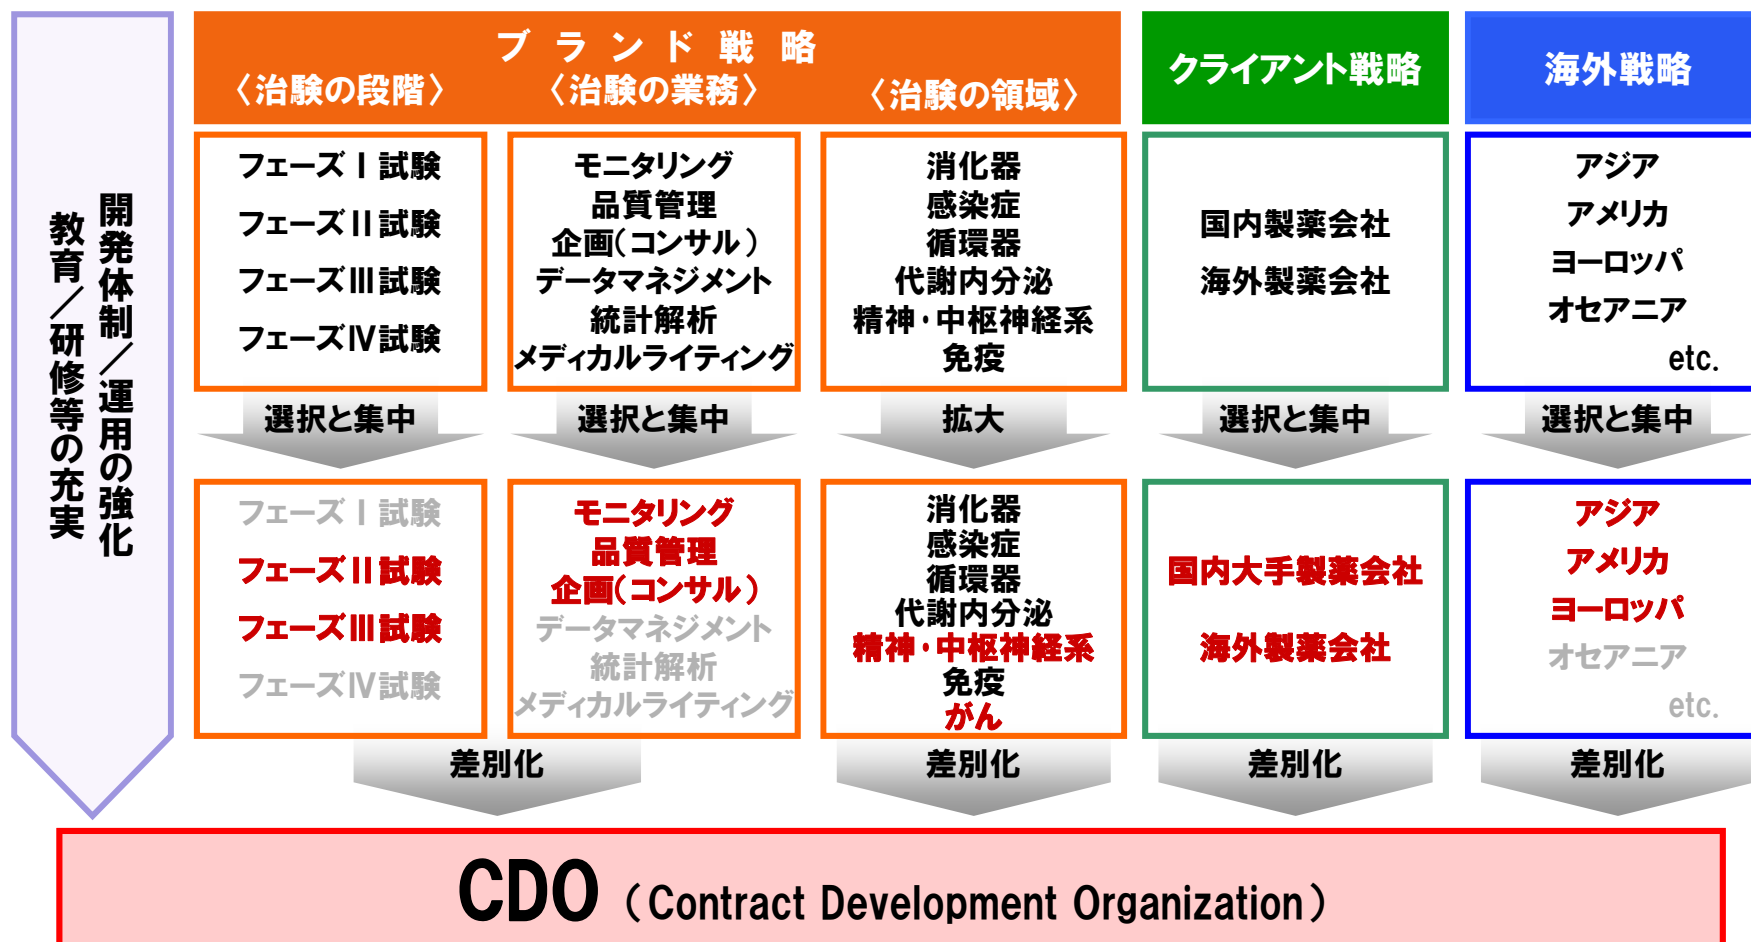 開発体制／運用の強化
教育／研修等の充実
ブランド戦略
〈治験の段階〉
〈治験の業務〉
〈治験の領域〉
クライアント戦略
海外戦略
フェーズⅠ試験
フェーズⅡ試験
フェーズⅢ試験
フェーズⅣ試験
モニタリング
品質管理
企画(コンサル)
データマネジメント
統計解析
メディカルライティング
消化器
感染症
循環器
代謝内分泌
精神・中枢神経系
免疫
国内製薬会社
海外製薬会社
アジア
アメリカ
ヨーロッパ
オセアニア
etc.
選択と集中
選択と集中
拡大
選択と集中
選択と集中
フェーズⅠ試験
フェーズⅡ試験
フェーズⅢ試験
フェーズⅣ試験
モニタリング
品質管理
企画(コンサル)
データマネジメント
統計解析
メディカルライティング
消化器
感染症
循環器
代謝内分泌
精神・中枢神経系
免疫
がん
国内大手製薬会社
海外製薬会社
アジア
アメリカ
ヨーロッパ
オセアニア
etc.
差別化
差別化
差別化
差別化
CDO（Contract Development Organization）